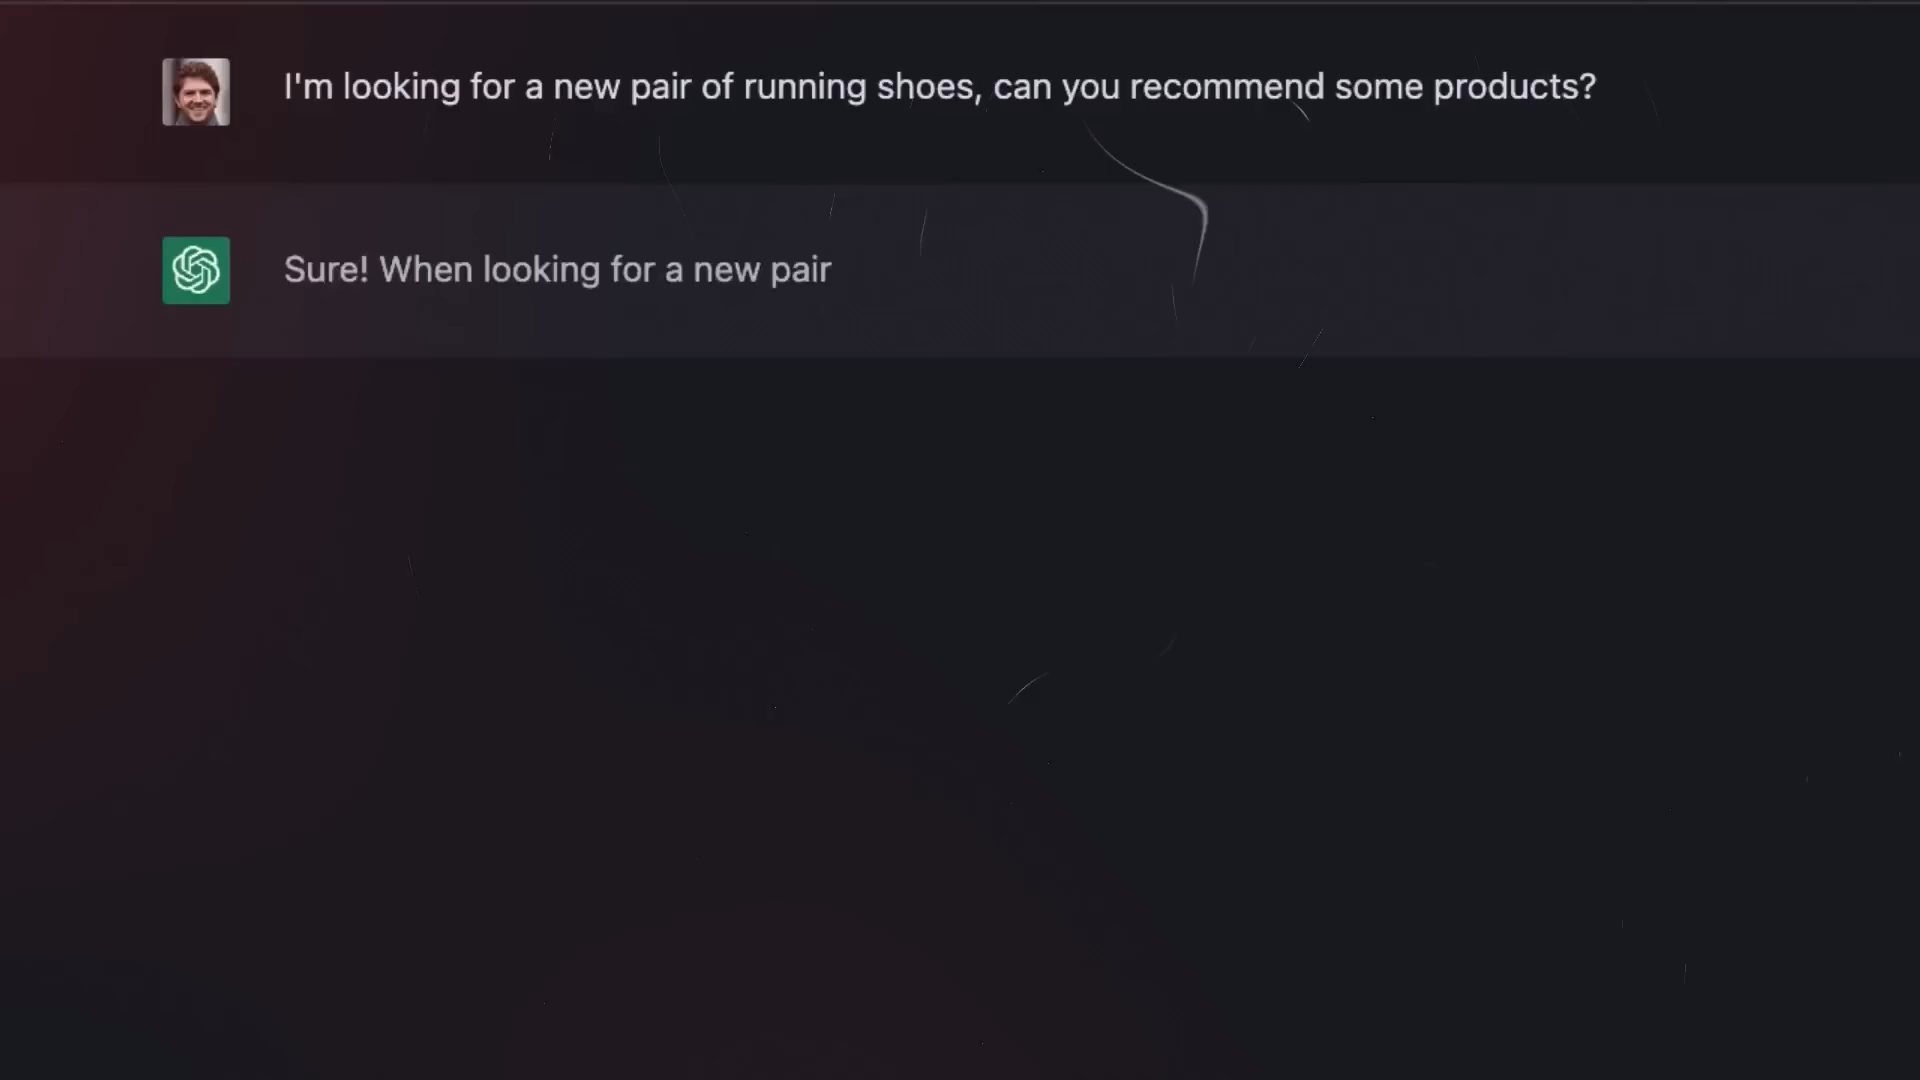 I'm looking for a new pair of running shoes, can you recommend some products?
Sure! When looking for a new pair